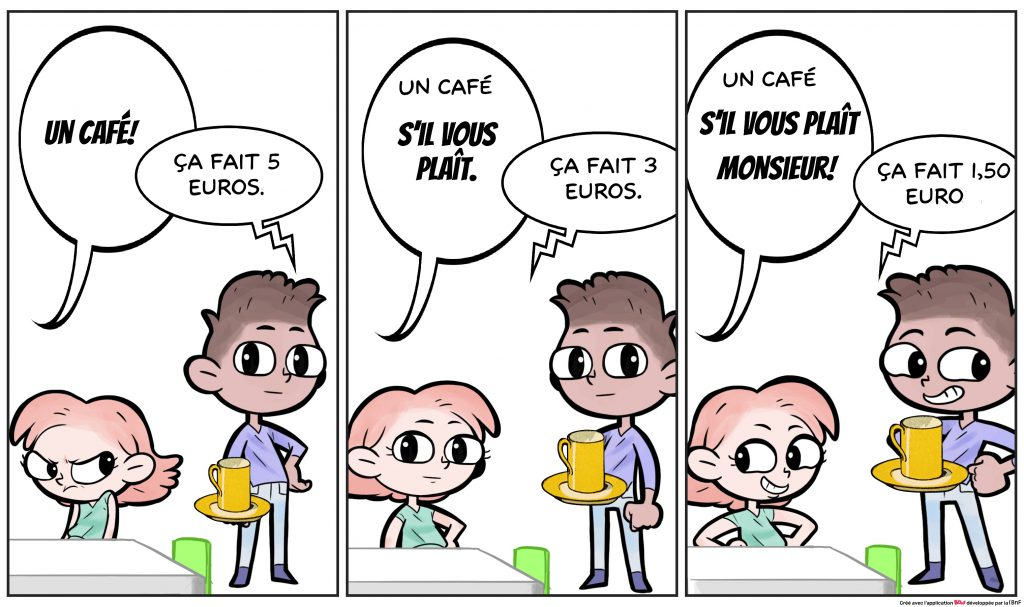 UN CAFÉ!
ÇA FAIT 5
EUROS.
UN CAFÉ
S'IL VOUS
PLAÎT.
ÇA FAIT 3
EUROS.
UN CAFÉ
S'IL VOUS PLAÎT
MONSIEUR!
ÇA FAIT 1,50
EURO
Créé avec l'application BDnF développée par la BnF